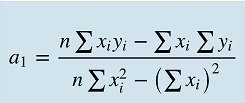 a₁ = (n ∑ xᵢyᵢ − ∑ xᵢ ∑ yᵢ) / (n ∑ xᵢ² − (∑ xᵢ)²)